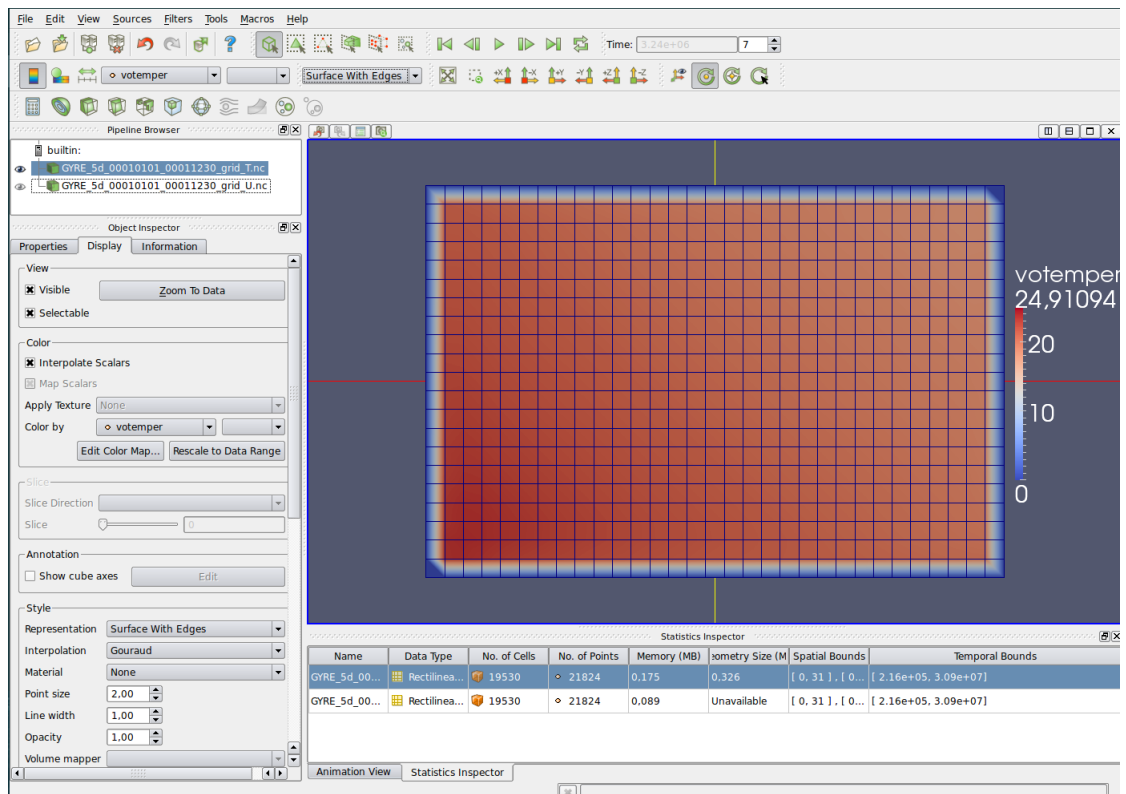 File Edit View Sources Filters Tools Macros Help
Time: 3.24e+06 7
votemper Surface With Edges
Pipeline Browser
builtin:
GYRE_5d_00010101_00011230_grid_T.nc
GYRE_5d_00010101_00011230_grid_U.nc
Object Inspector
Properties Display Information
View
Visible Zoom To Data
Selectable
Color
Interpolate Scalars
Map Scalars
Apply Texture None
Color by votemper
Edit Color Map... Rescale to Data Range
Slice
Slice Direction
Slice 0
Annotation
Show cube axes Edit
Style
Representation Surface With Edges
Interpolation Gouraud
Material None
Point size 2,00
Line width 1,00
Opacity 1,00
Volume mapper
votemper
24,91094
20
10
0
Statistics Inspector
Name Data Type No. of Cells No. of Points Memory (MB) eometry Size (M Spatial Bounds Temporal Bounds
GYRE_5d_00... Rectilinea... 19530 21824 0,175 0,326 [ 0, 31 ] , [ 0... [ 2.16e+05, 3.09e+07]
GYRE_5d_00... Rectilinea... 19530 21824 0,089 Unavailable [ 0, 31 ] , [ 0... [ 2.16e+05, 3.09e+07]
Animation View Statistics Inspector